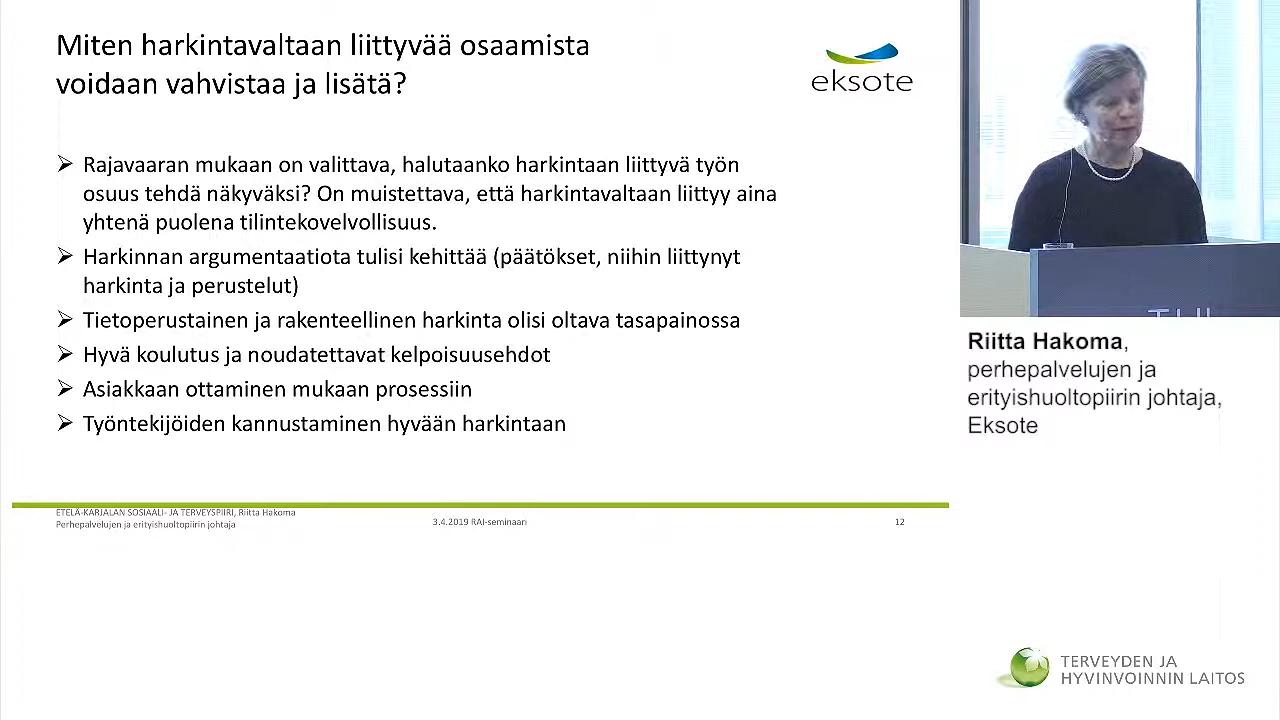 Miten harkintavaltaan liittyvää osaamista
voidaan vahvistaa ja lisätä?
eksote
Rajavaaran mukaan on valittava, halutaanko harkintaan liittyvä työn
osuus tehdä näkyväksi? On muistettava, että harkintavaltaan liittyy aina
yhtenä puolena tilintekovelvollisuus.
Harkinnan argumentaatiota tulisi kehittää (päätökset, niihin liittynyt
harkinta ja perustelut)
Tietoperustainen ja rakenteellinen harkinta olisi oltava tasapainossa
Hyvä koulutus ja noudatettavat kelpoisuusehdot
Asiakkaan ottaminen mukaan prosessiin
Työntekijöiden kannustaminen hyvään harkintaan
ETELÄ-KARJALAN SOSIAALI- JA TERVEYSPIIRI, Riitta Hakoma
Perhepalvelujen ja erityishuoltopiirin johtaja
3.4.2019 RAI-seminaari
12
Riitta Hakoma,
perhepalvelujen ja
erityishuoltopiirin johtaja,
Eksote
TERVEYDEN JA
HYVINVOINNIN LAITOS